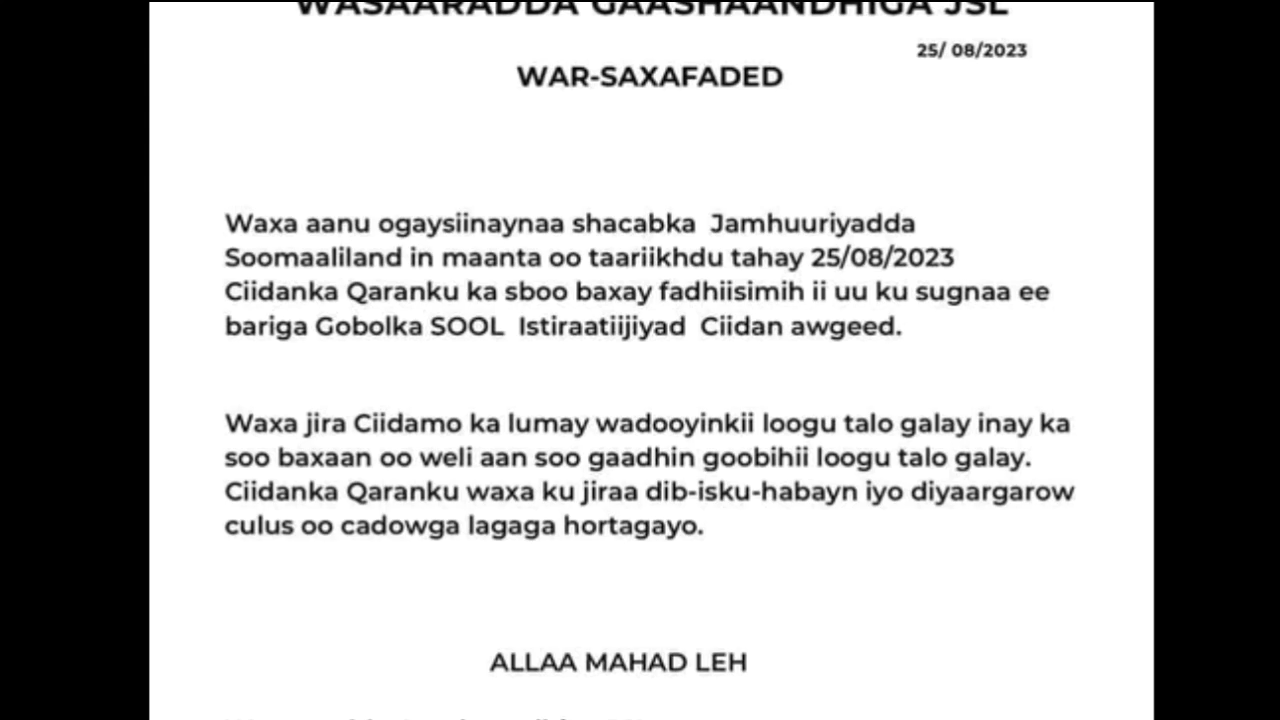 WASAARADDA GAASHAANDHIGA JSL
25/ 08/2023
WAR-SAXAFADED
Waxa aanu ogaysiinaynaa shacabka Jamhuuriyadda
Soomaaliland in maanta oo taariikhdu tahay 25/08/2023
Ciidanka Qaranku ka sboo baxay fadhiisimih ii uu ku sugnaa ee
bariga Gobolka SOOL Istiraatiijiyad Ciidan awgeed.
Waxa jira Ciidamo ka lumay wadooyinkii loogu talo galay inay ka
soo baxaan oo weli aan soo gaadhin goobihii loogu talo galay.
Ciidanka Qaranku waxa ku jiraa dib-isku-habayn iyo diyaargarow
culus oo cadowga lagaga hortagayo.
ALLAA MAHAD LEH